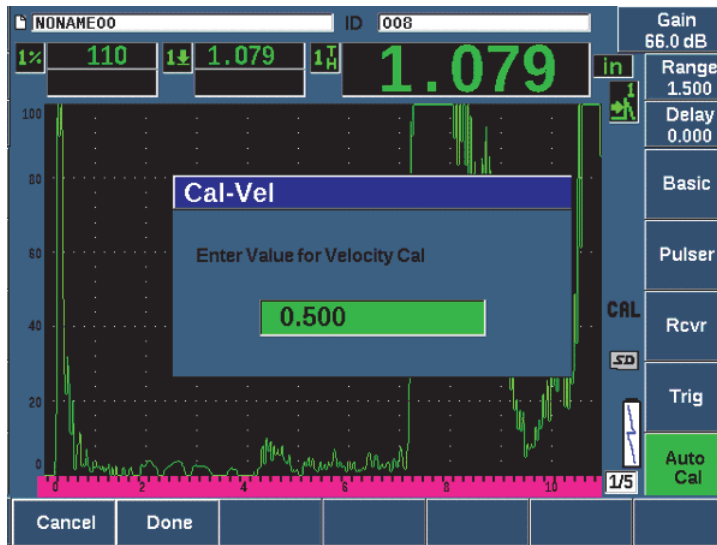 NONAME00
ID 008
Gain
66.0 dB
1% 110
1 1.079
1 T H 1.079
in
Range
1.500
1
Delay
0.000
100
80
60
40
20
0
0 2 4 6 8 10
Cal-Vel
Enter Value for Velocity Cal
0.500
CAL
SD
1/5
Basic
Pulser
Rcvr
Trig
Auto
Cal
Cancel Done